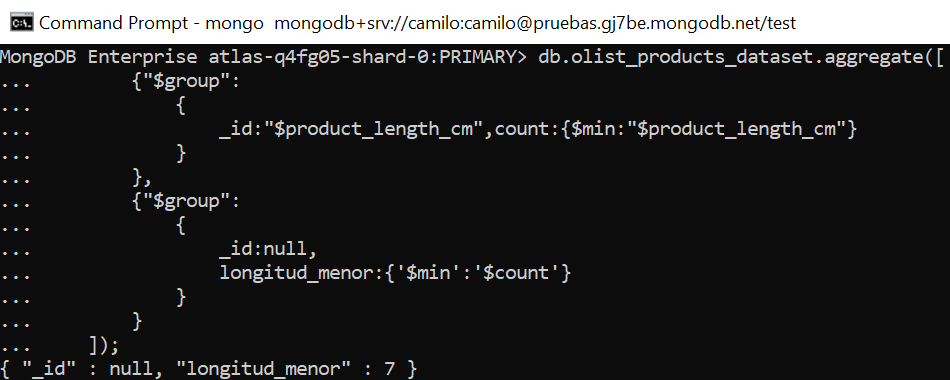 Command Prompt - mongo mongodb+srv://camilo:camilo@pruebas.gj7be.mongodb.net/test
MongoDB Enterprise atlas-q4fg05-shard-0:PRIMARY> db.olist_products_dataset.aggregate([
... {"$group":
... {
... _id:"$product_length_cm",count:{$min:"$product_length_cm"}
... }
... },
... {"$group":
... {
... _id:null,
... longitud_menor:{'$min':'$count'}
... }
... }
... ]);
{ "_id" : null, "longitud_menor" : 7 }